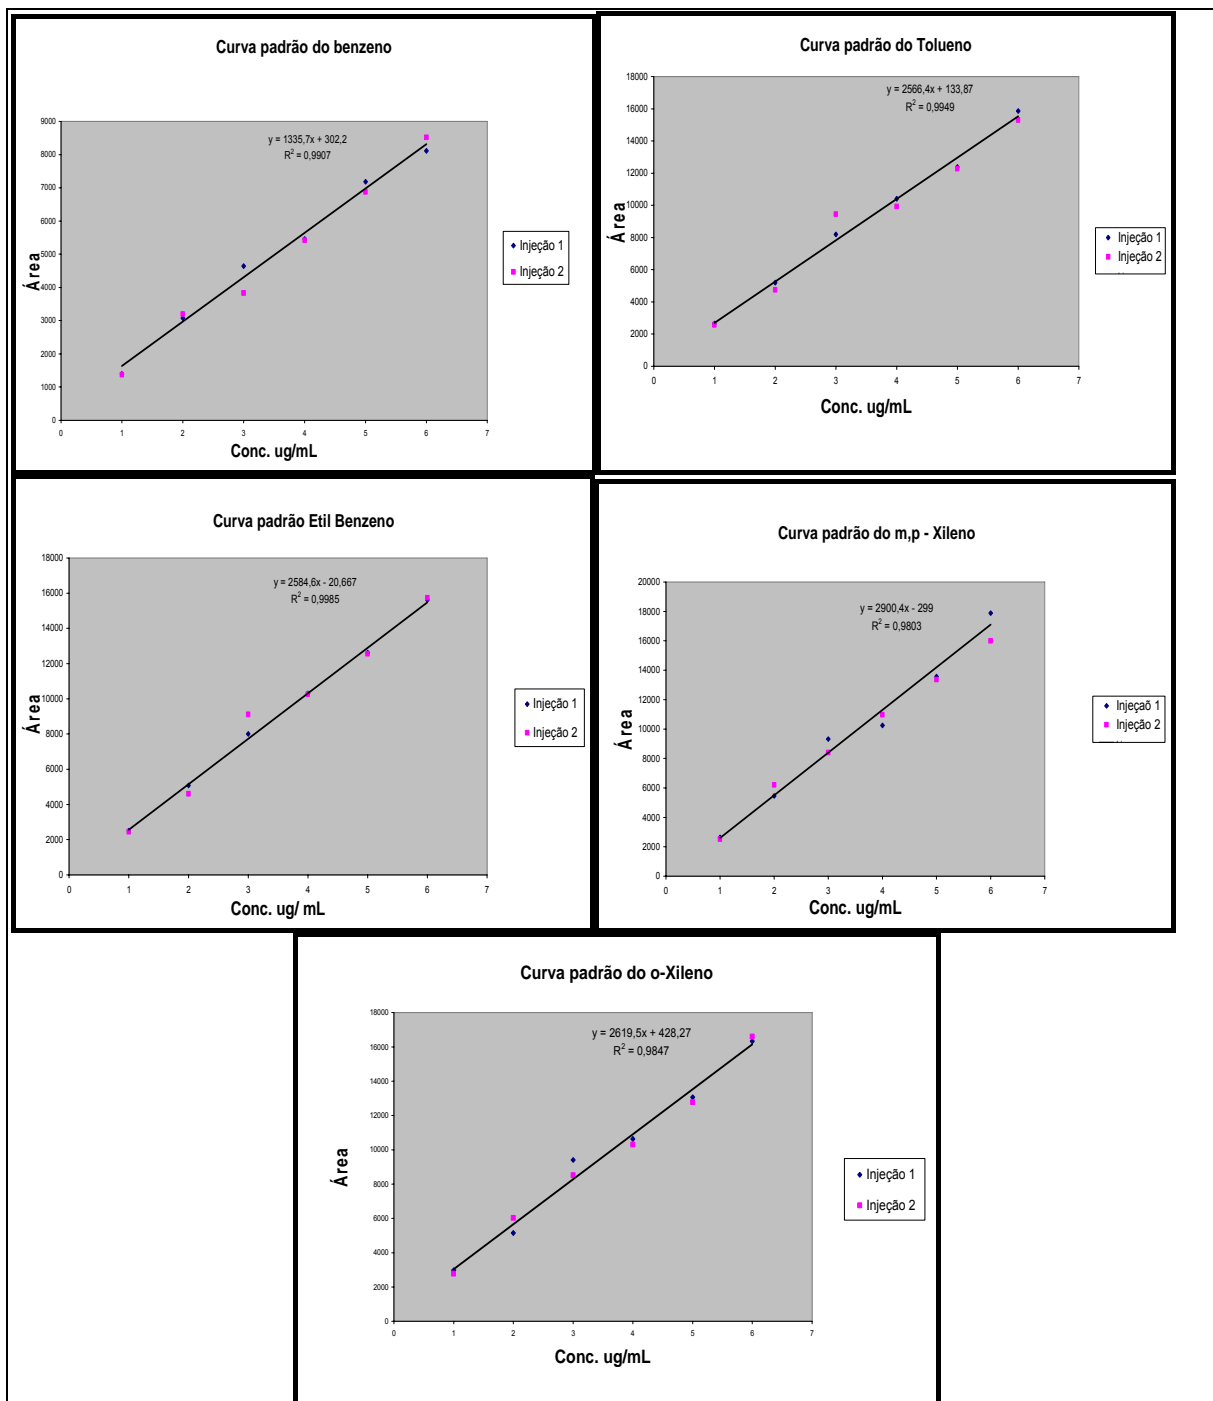 Curva padrão do benzeno
y = 1335,7x + 302,2
R² = 0,9907
9000
8000
7000
6000
5000
4000
3000
2000
1000
0
0 1 2 3 4 5 6 7
Área
Conc. ug/mL
Injeção 1
Injeção 2
Curva padrão do Tolueno
y = 2566,4x + 133,87
R² = 0,9949
18000
16000
14000
12000
10000
8000
6000
4000
2000
0
0 1 2 3 4 5 6 7
Área
Conc. ug/mL
Injeção 1
Injeção 2
Curva padrão Etil Benzeno
y = 2584,6x - 20,667
R² = 0,9985
18000
16000
14000
12000
10000
8000
6000
4000
2000
0
0 1 2 3 4 5 6 7
Área
Conc. ug/ mL
Injeção 1
Injeção 2
Curva padrão do m,p - Xileno
y = 2900,4x - 299
R² = 0,9803
20000
18000
16000
14000
12000
10000
8000
6000
4000
2000
0
0 1 2 3 4 5 6 7
Área
Conc. ug/mL
Injeçaõ 1
Injeção 2
Curva padrão do o-Xileno
y = 2619,5x + 428,27
R² = 0,9847
18000
16000
14000
12000
10000
8000
6000
4000
2000
0
0 1 2 3 4 5 6 7
Área
Conc. ug/mL
Injeção 1
Injeção 2